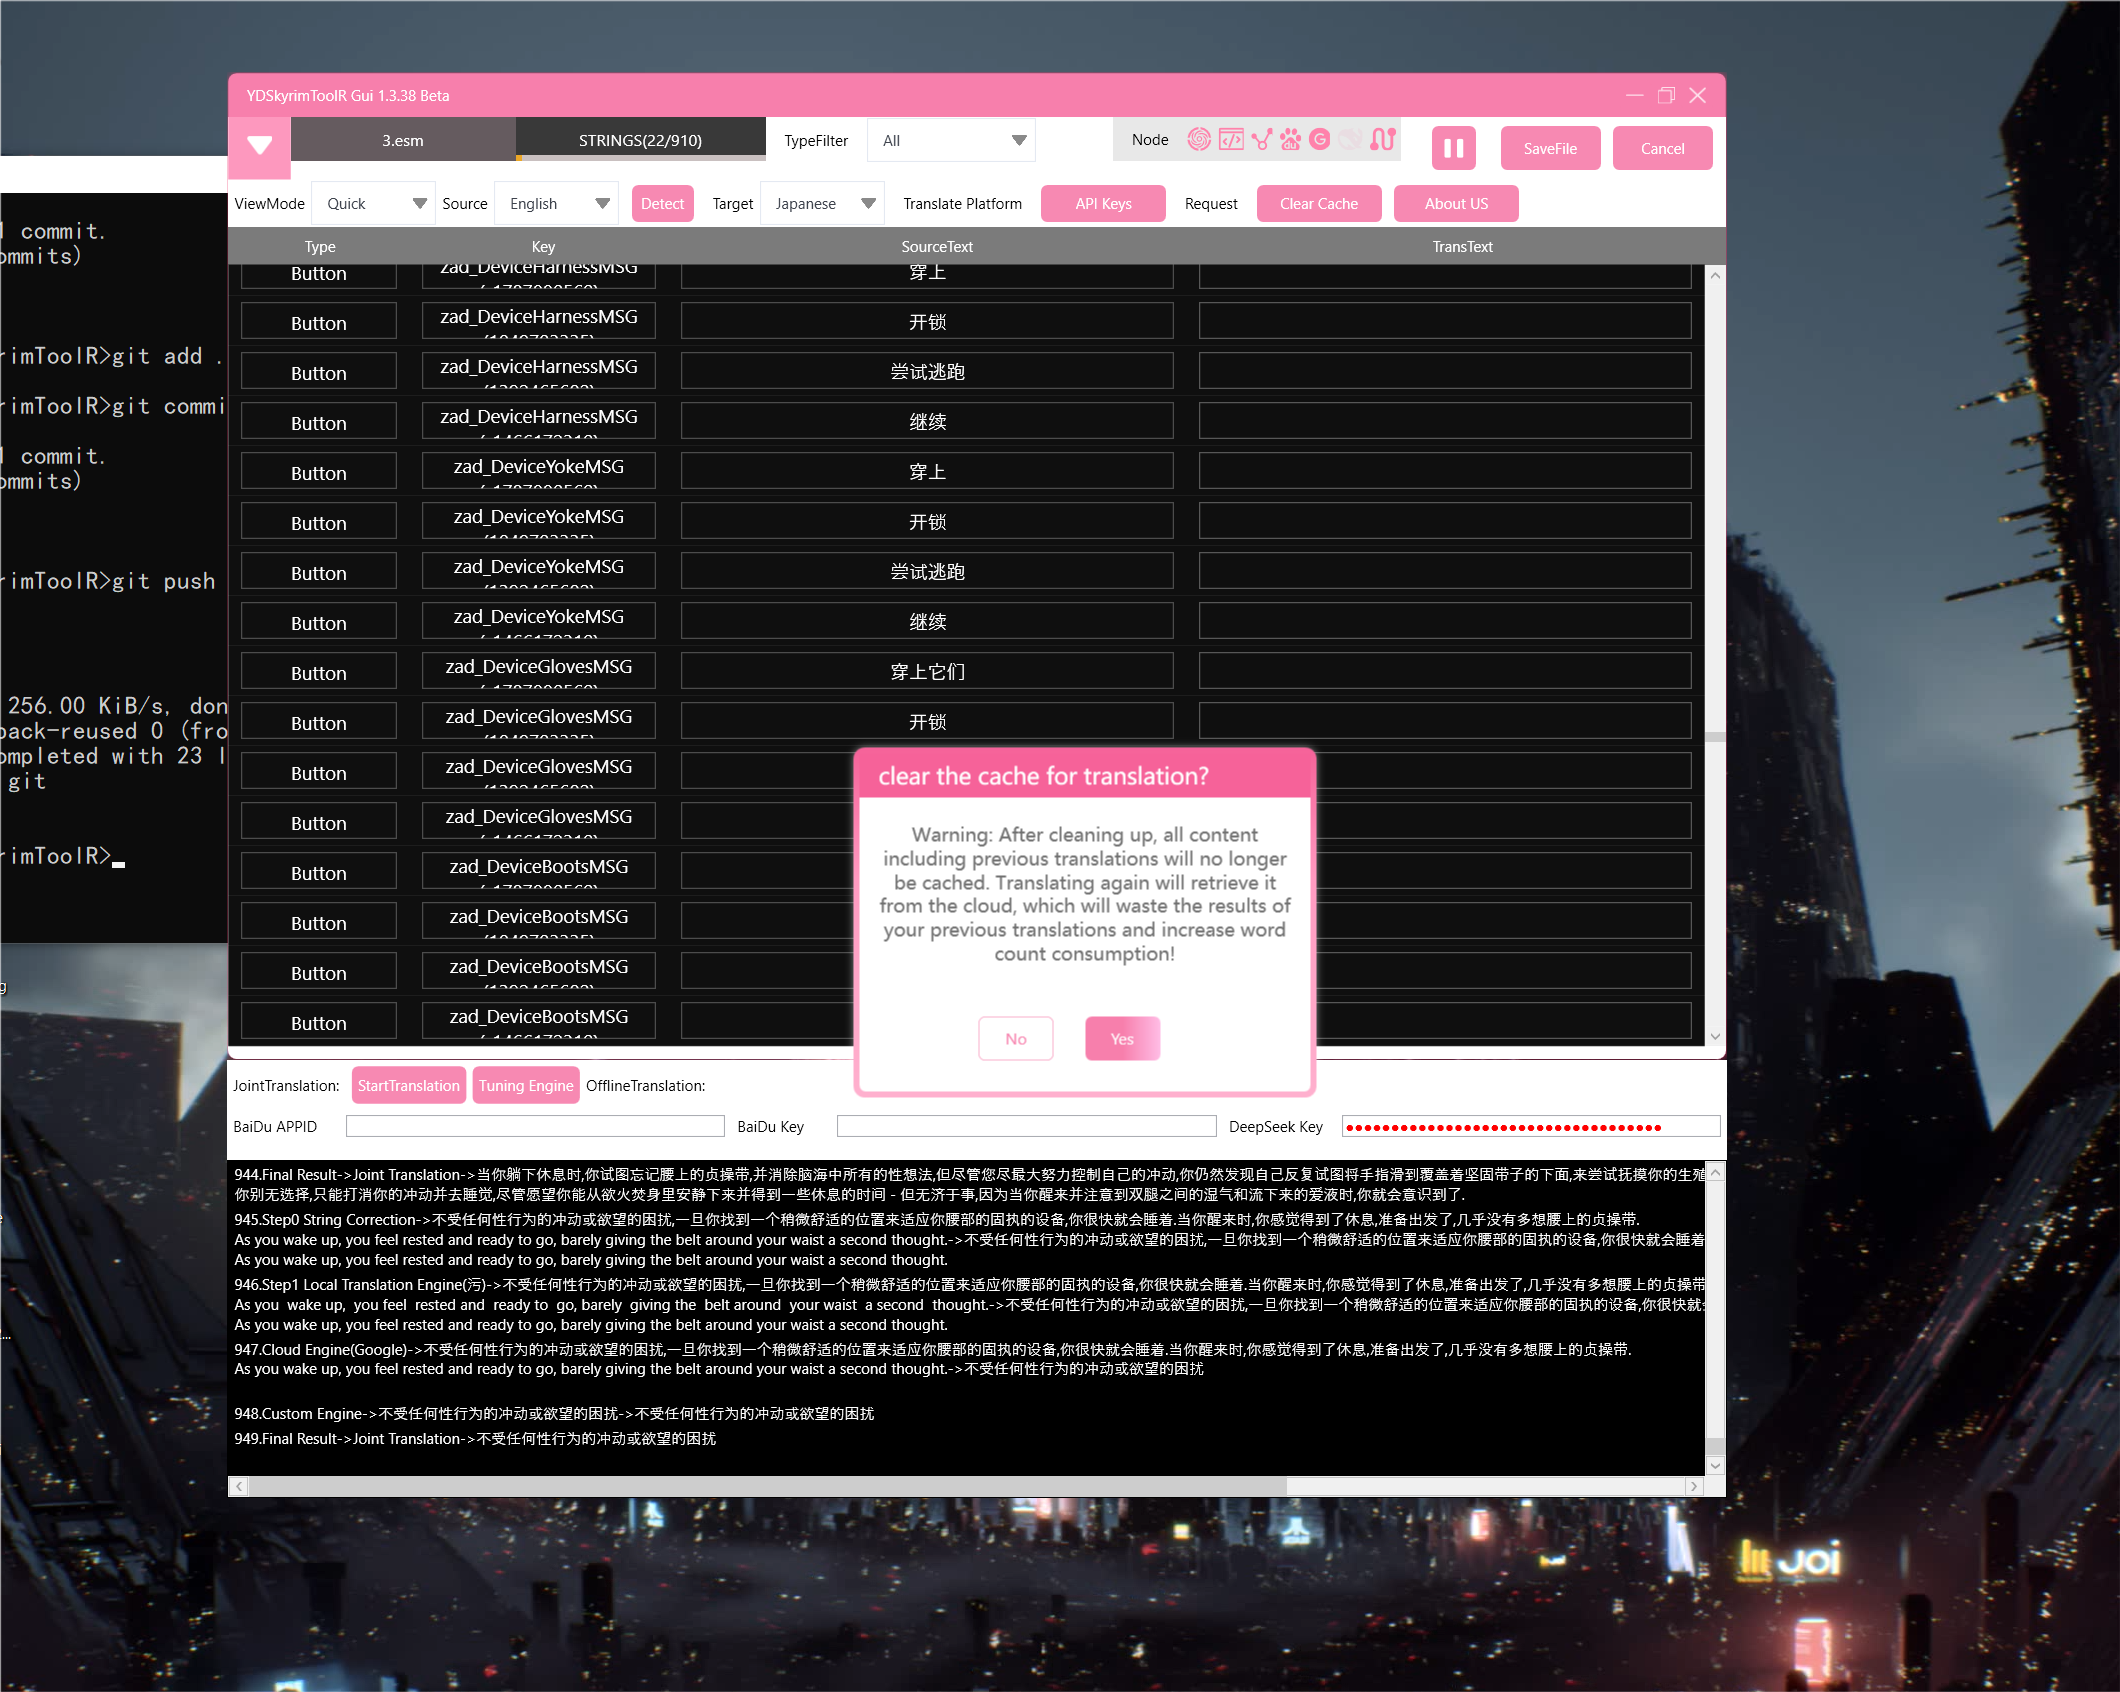 YDSkyrimToolR Gui 1.3.38 Beta
3.esm
STRINGS(22/910)
TypeFilter
All
Node
SaveFile
Cancel
ViewMode
Quick
Source
English
Detect
Target
Japanese
Translate Platform
API Keys
Request
Clear Cache
About US
Type
Key
SourceText
TransText
Button
zad_DeviceHarnessMSG
穿上
Button
zad_DeviceHarnessMSG
开锁
Button
zad_DeviceHarnessMSG
尝试逃跑
Button
zad_DeviceHarnessMSG
继续
Button
zad_DeviceYokeMSG
穿上
Button
zad_DeviceYokeMSG
开锁
Button
zad_DeviceYokeMSG
尝试逃跑
Button
zad_DeviceYokeMSG
继续
Button
zad_DeviceGlovesMSG
穿上它们
Button
zad_DeviceGlovesMSG
开锁
Button
zad_DeviceGlovesMSG
Button
zad_DeviceGlovesMSG
Button
zad_DeviceBootsMSG
Button
zad_DeviceBootsMSG
Button
zad_DeviceBootsMSG
Button
zad_DeviceBootsMSG
clear the cache for translation?
Warning: After cleaning up, all content
including previous translations will no longer
be cached. Translating again will retrieve it
from the cloud, which will waste the results of
your previous translations and increase word
count consumption!
No
Yes
JointTranslation:
StartTranslation
Tuning Engine
OfflineTranslation:
BaiDu APPID
BaiDu Key
DeepSeek Key
944.Final Result->Joint Translation->当你躺下休息时,你试图忘记腰上的贞操带,并消除脑海中所有的性想法,但尽管您尽最大努力控制自己的冲动,你仍然发现自己反复试图将手指滑到覆盖着坚固带子的下面,来尝试抚摸你的生殖
你别无选择,只能打消你的冲动并去睡觉,尽管愿望你能从欲火焚身里安静下来并得到一些休息的时间 - 但无济于事,因为当你醒来并注意到双腿之间的湿气和流下来的爱液时,你就会意识到了.
945.Step0 String Correction->不受任何性行为的冲动或欲望的困扰,一旦你找到一个稍微舒适的位置来适应你腰部的固执的设备,你很快就会睡着.当你醒来时,你感觉得到了休息,准备出发了,几乎没有多想腰上的贞操带.
As you wake up, you feel rested and ready to go, barely giving the belt around your waist a second thought.->不受任何性行为的冲动或欲望的困扰,一旦你找到一个稍微舒适的位置来适应你腰部的固执的设备,你很快就会睡着
As you wake up, you feel rested and ready to go, barely giving the belt around your waist a second thought.
946.Step1 Local Translation Engine(污)->不受任何性行为的冲动或欲望的困扰,一旦你找到一个稍微舒适的位置来适应你腰部的固执的设备,你很快就会睡着.当你醒来时,你感觉得到了休息,准备出发了,几乎没有多想腰上的贞操带
As you  wake up,  you feel  rested and  ready to  go, barely  giving the  belt around  your waist  a second  thought.->不受任何性行为的冲动或欲望的困扰,一旦你找到一个稍微舒适的位置来适应你腰部的固执的设备,你很快就
As you wake up, you feel rested and ready to go, barely giving the belt around your waist a second thought.
947.Cloud Engine(Google)->不受任何性行为的冲动或欲望的困扰,一旦你找到一个稍微舒适的位置来适应你腰部的固执的设备,你很快就会睡着.当你醒来时,你感觉得到了休息,准备出发了,几乎没有多想腰上的贞操带.
As you wake up, you feel rested and ready to go, barely giving the belt around your waist a second thought.->不受任何性行为的冲动或欲望的困扰
948.Custom Engine->不受任何性行为的冲动或欲望的困扰->不受任何性行为的冲动或欲望的困扰
949.Final Result->Joint Translation->不受任何性行为的冲动或欲望的困扰
1 commit.
ommits)
rimToolR>git add .
rimToolR>git commi
1 commit.
ommits)
rimToolR>git push
256.00 KiB/s, don
pack-reused 0 (fro
ompleted with 23 l
git
rimToolR>
JOI